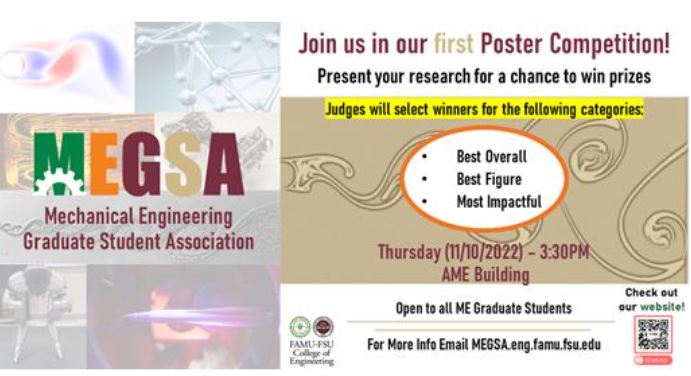 MEGSA
Mechanical Engineering
Graduate Student Association
Join us in our first Poster Competition!
Present your research for a chance to win prizes
Judges will select winners for the following categories:
• Best Overall
• Best Figure
• Most Impactful
Thursday (11/10/2022) – 3:30PM
AME Building
Open to all ME Graduate Students
For More Info Email MEGSA.eng.famu.fsu.edu
FAMU-FSU
College of
Engineering
Check out
our website!